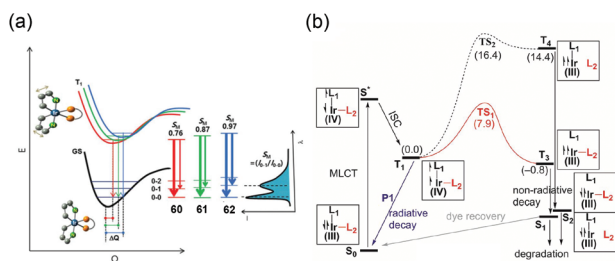 (a)
T₁
GS
E
Q
ΔQ
0-2
0-1
0-0
S_M
0.76
S_M
0.87
S_M
0.97
S_M
=(I₀₋₁/I₀₋₀)
60
61
62
λ
I
(b)
TS₂
(16.4)
T₄
(14.4)
L₁
Ir L₂
(III)
L₁
Ir—L₂
(IV)
S*
ISC
TS₁
(7.9)
(0.0)
T₁
L₁
Ir—L₂
(IV)
T₃
(−0.8)
L₁
Ir L₂
(III)
MLCT
P1
radiative
decay
non-radiative
decay
L₁
Ir—L₂
(III)
S₀
dye recovery
S₁
S₂
degradation
L₁
Ir L₂
(III)
L₁
Ir L₂
(III)